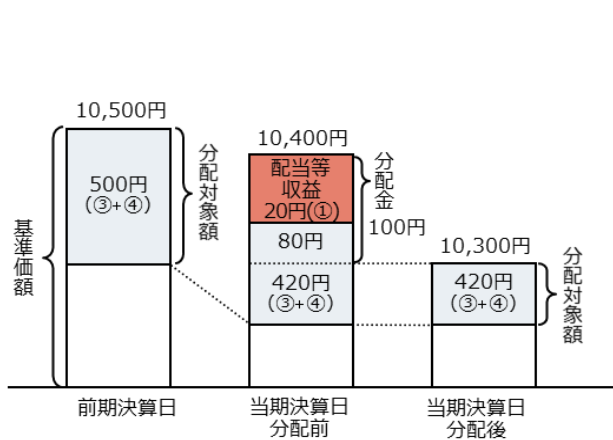 10,500円
500円
(③+④)
分配対象額
基準価額
前期決算日
10,400円
配当等
収益
20円(①)
80円
420円
(③+④)
分配金
100円
当期決算日
分配前
10,300円
420円
(③+④)
分配対象額
当期決算日
分配後